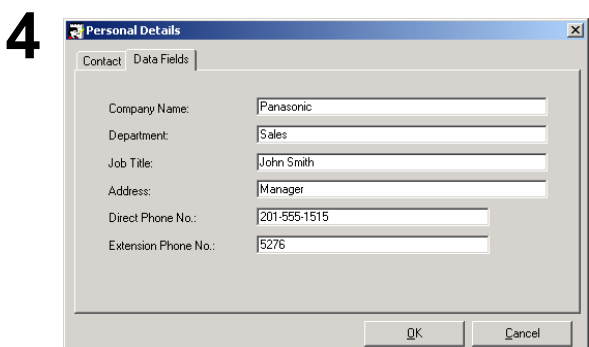 4
Personal Details
Contact Data Fields
Company Name: Panasonic
Department: Sales
Job Title: John Smith
Address: Manager
Direct Phone No.: 201-555-1515
Extension Phone No.: 5276
OK Cancel